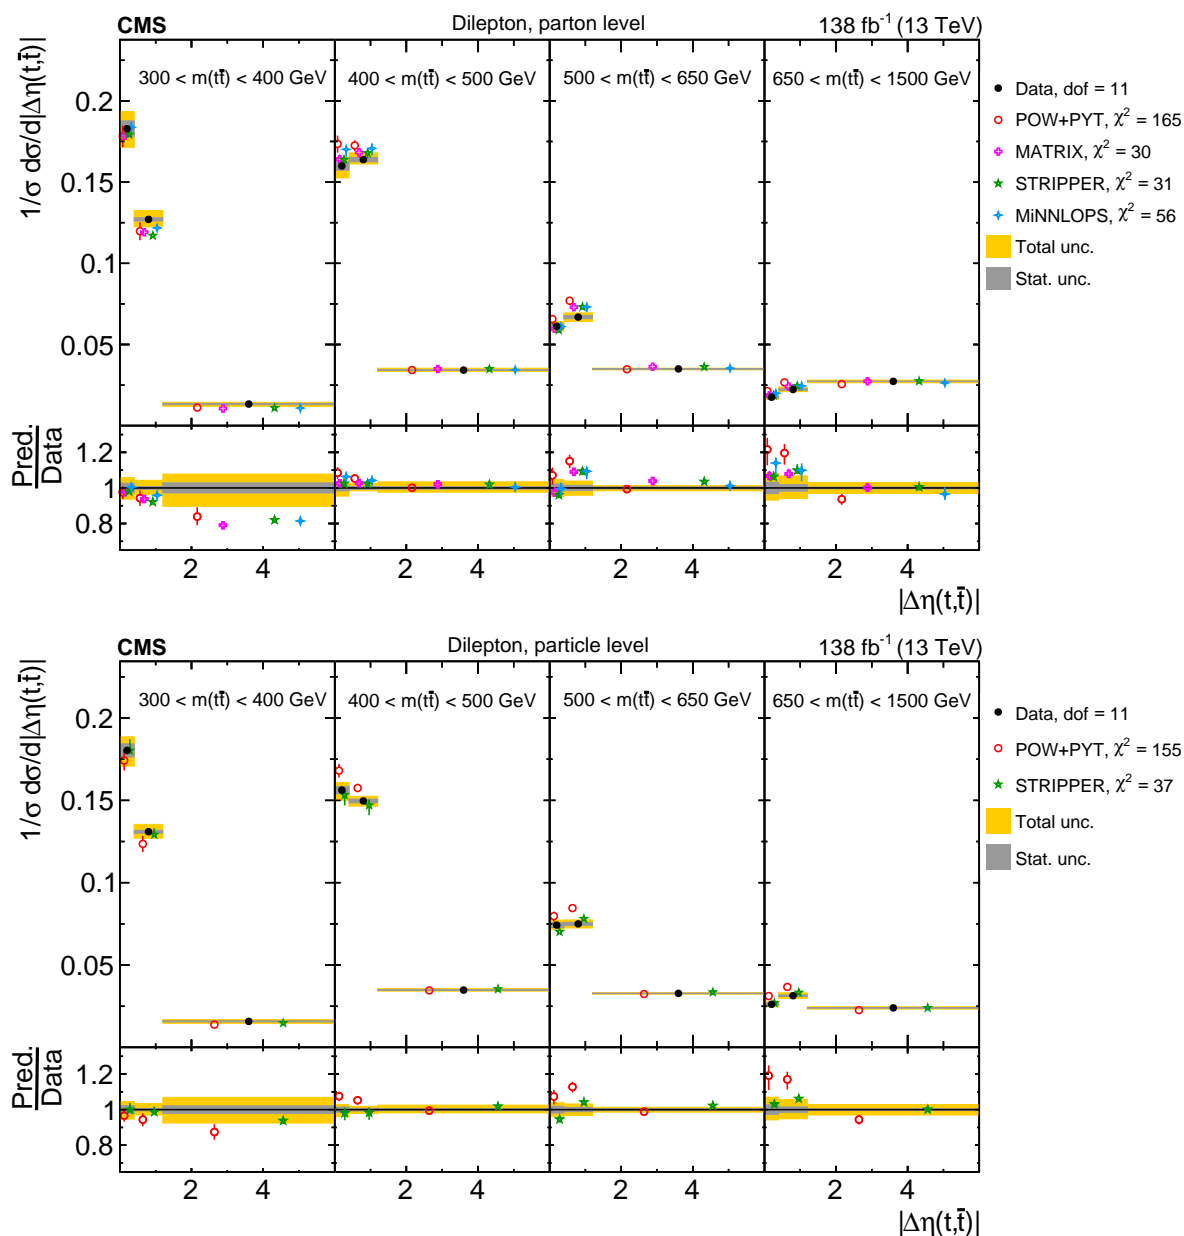 CMS Dilepton, parton level 138 fb⁻¹ (13 TeV)
1/σ dσ/d|Δη(t,t̄)|
300 < m(tt̄) < 400 GeV 400 < m(tt̄) < 500 GeV 500 < m(tt̄) < 650 GeV 650 < m(tt̄) < 1500 GeV
0.2
0.15
0.1
0.05
Data, dof = 11
POW+PYT, χ² = 165
MATRIX, χ² = 30
STRIPPER, χ² = 31
MiNNLOPS, χ² = 56
Total unc.
Stat. unc.
Pred.
Data
1.2
1
0.8
2 4 2 4 2 4 2 4
|Δη(t,t̄)|
CMS Dilepton, particle level 138 fb⁻¹ (13 TeV)
1/σ dσ/d|Δη(t,t̄)|
300 < m(tt̄) < 400 GeV 400 < m(tt̄) < 500 GeV 500 < m(tt̄) < 650 GeV 650 < m(tt̄) < 1500 GeV
0.2
0.15
0.1
0.05
Data, dof = 11
POW+PYT, χ² = 155
STRIPPER, χ² = 37
Total unc.
Stat. unc.
Pred.
Data
1.2
1
0.8
2 4 2 4 2 4 2 4
|Δη(t,t̄)|